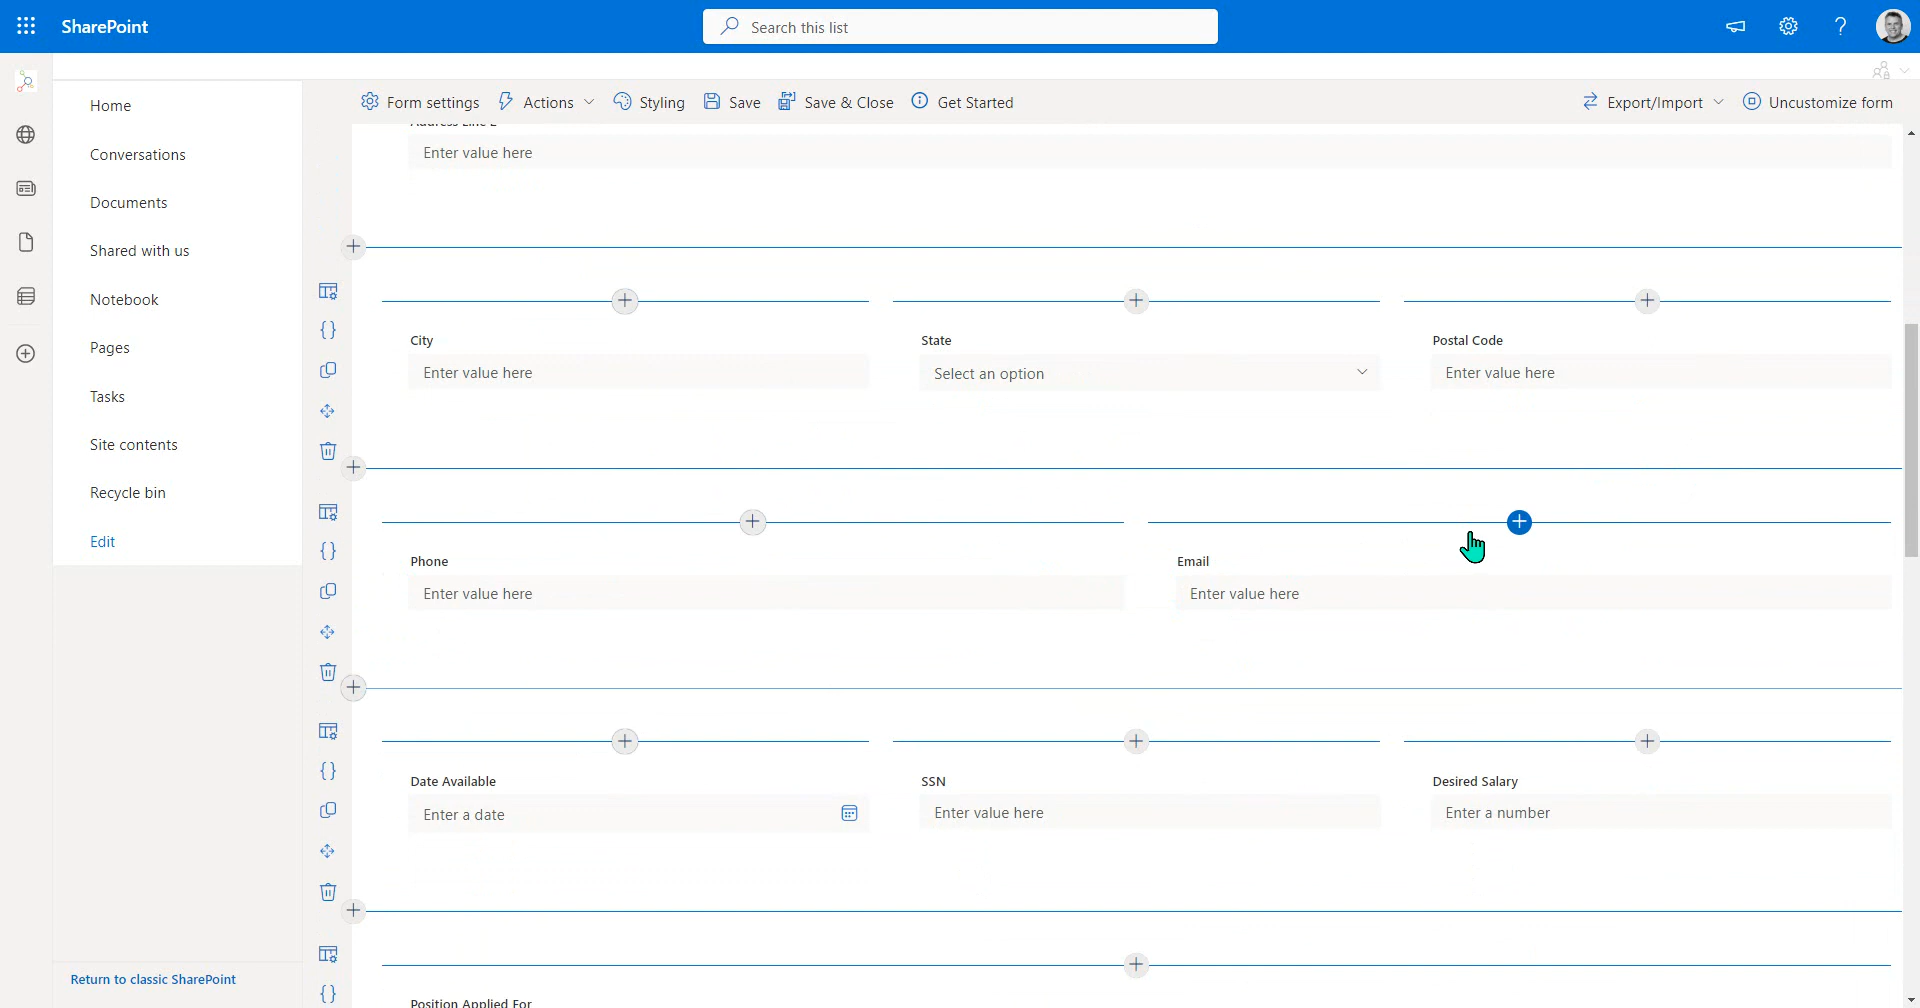 SharePoint
Search this list
Home
Conversations
Documents
Shared with us
Notebook
Pages
Tasks
Site contents
Recycle bin
Edit
Return to classic SharePoint
Form settings
Actions
Styling
Save
Save & Close
Get Started
Export/Import
Uncustomize form
Address Line 2
Enter value here
City
State
Postal Code
Enter value here
Select an option
Enter value here
Phone
Email
Enter value here
Enter value here
Date Available
SSN
Desired Salary
Enter a date
Enter value here
Enter a number
Position Applied For